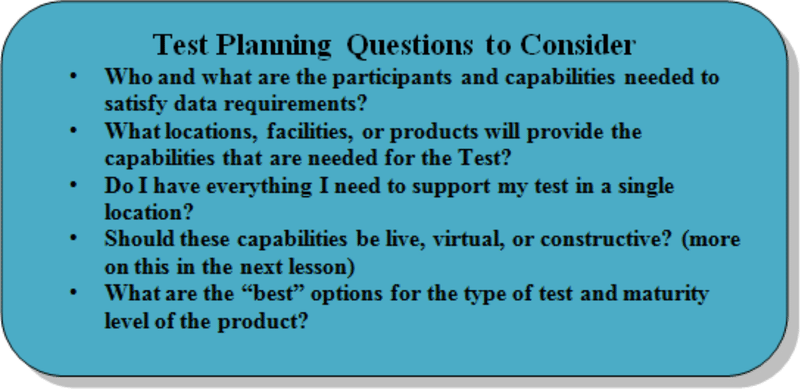 Test Planning Questions to Consider
• Who and what are the participants and capabilities needed to
satisfy data requirements?
• What locations, facilities, or products will provide the
capabilities that are needed for the Test?
• Do I have everything I need to support my test in a single
location?
• Should these capabilities be live, virtual, or constructive? (more
on this in the next lesson)
• What are the “best” options for the type of test and maturity
level of the product?